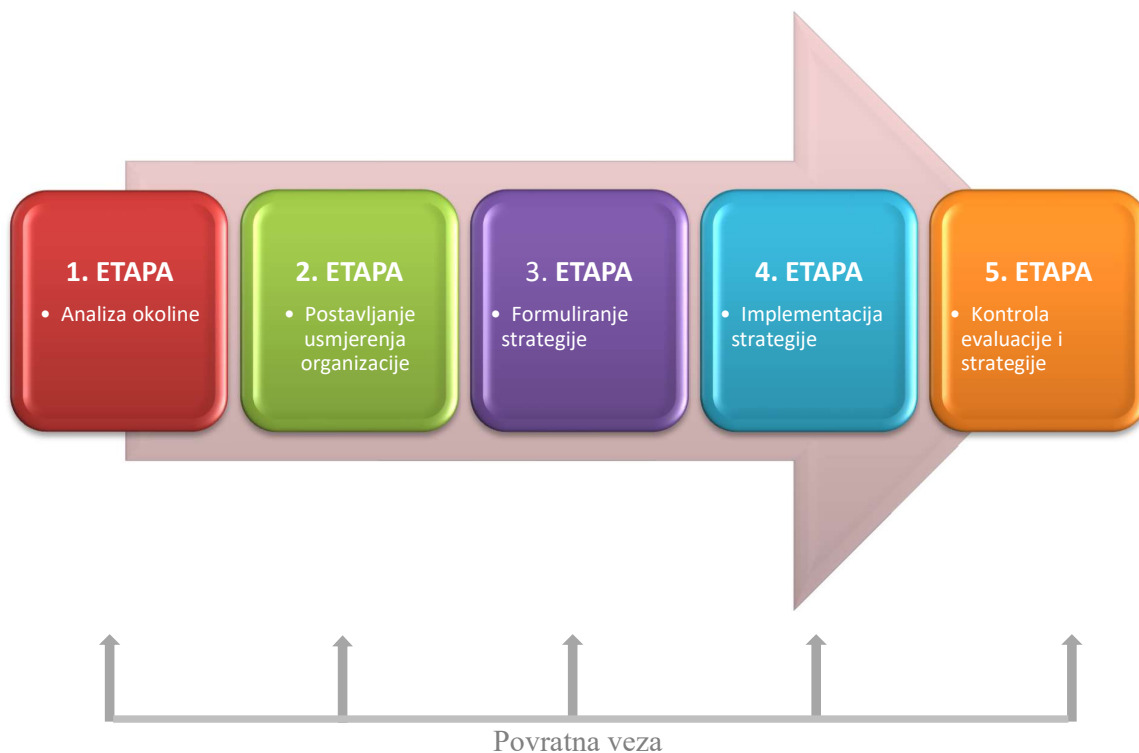 1. ETAPA
• Analiza okoline
2. ETAPA
• Postavljanje
usmjerenja
organizacije
3. ETAPA
• Formuliranje
strategije
4. ETAPA
• Implementacija
strategije
5. ETAPA
• Kontrola
evaluacije i
strategije
Povratna veza